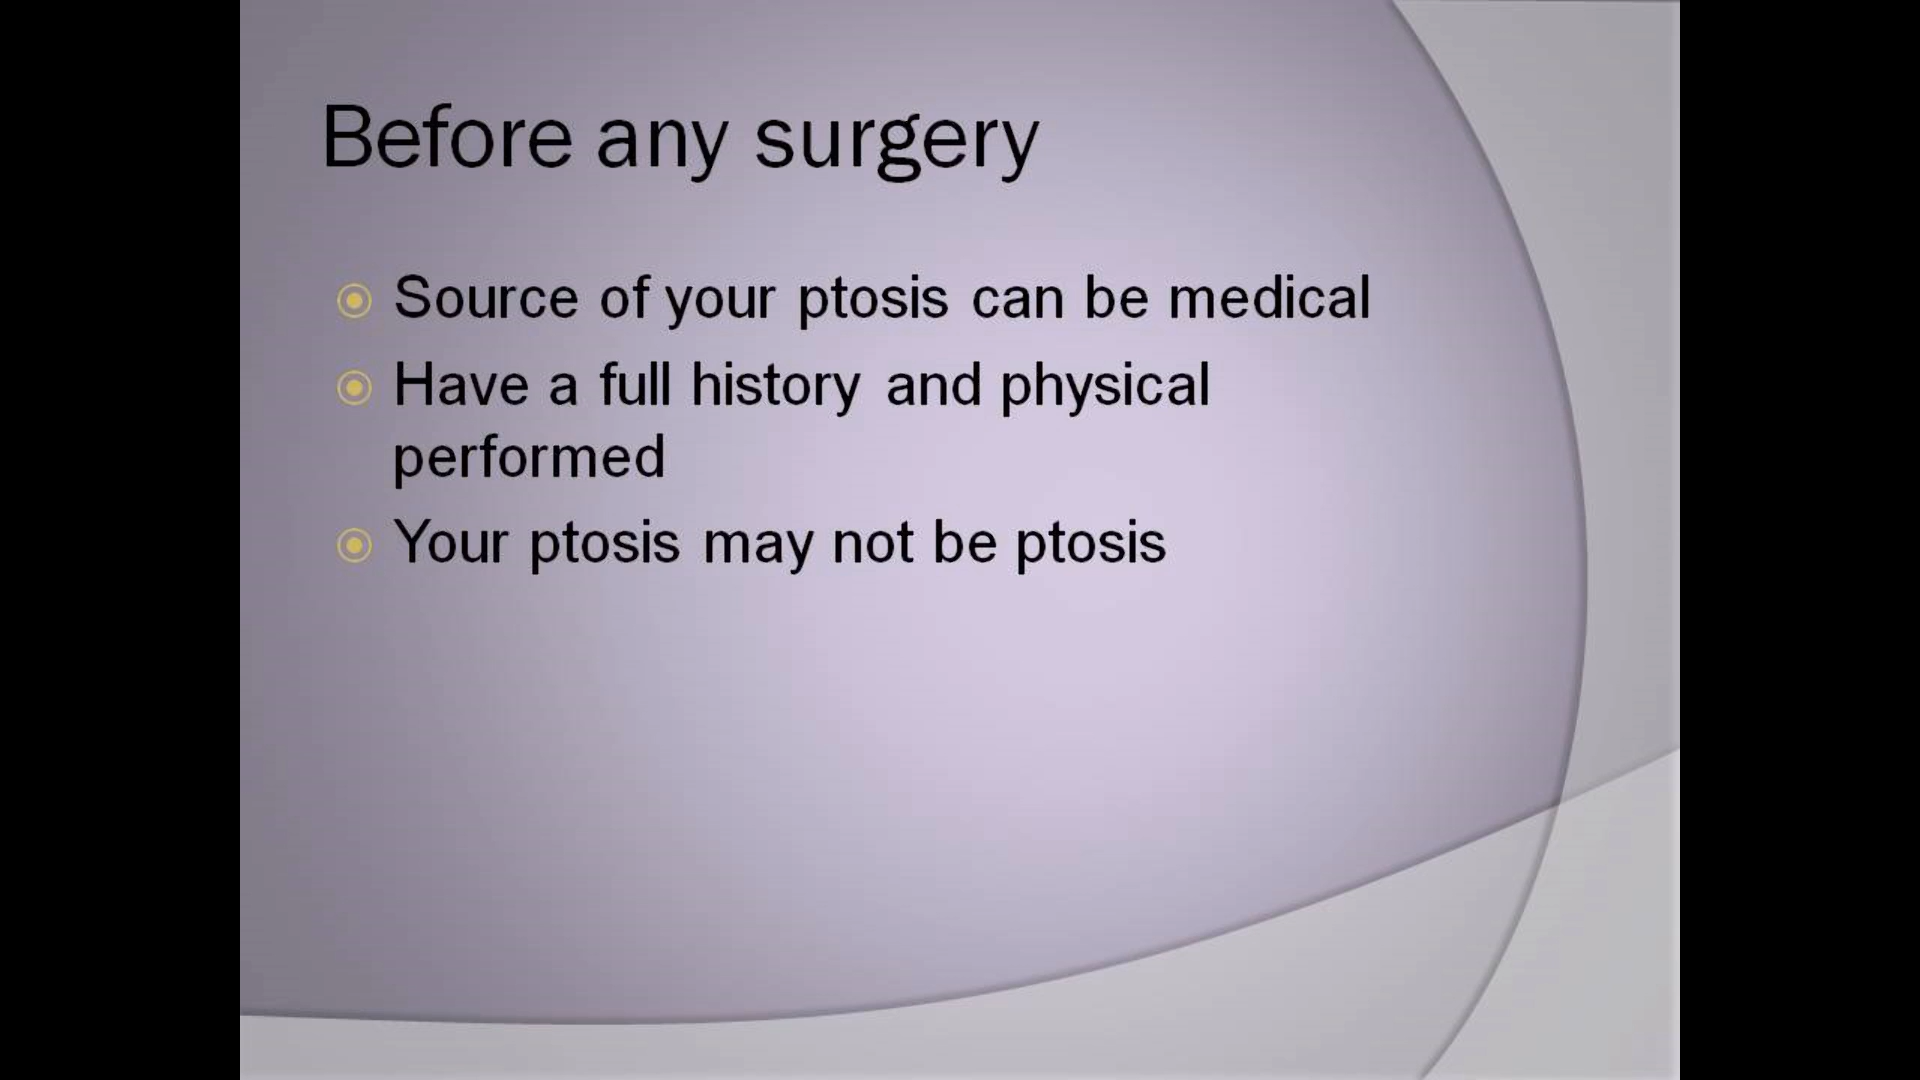 Before any surgery
Source of your ptosis can be medical
Have a full history and physical
performed
Your ptosis may not be ptosis